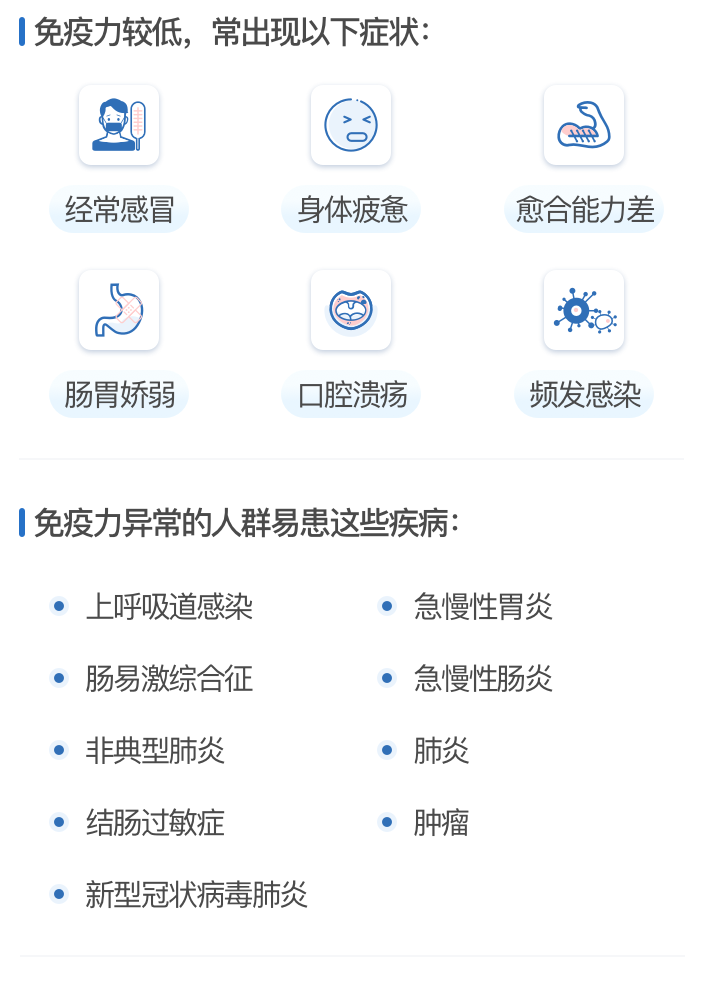 免疫力较低，常出现以下症状：
经常感冒
身体疲惫
愈合能力差
肠胃娇弱
口腔溃疡
频发感染
免疫力异常的人群易患这些疾病：
上呼吸道感染
急慢性胃炎
肠易激综合征
急慢性肠炎
非典型肺炎
肺炎
结肠过敏症
肿瘤
新型冠状病毒肺炎